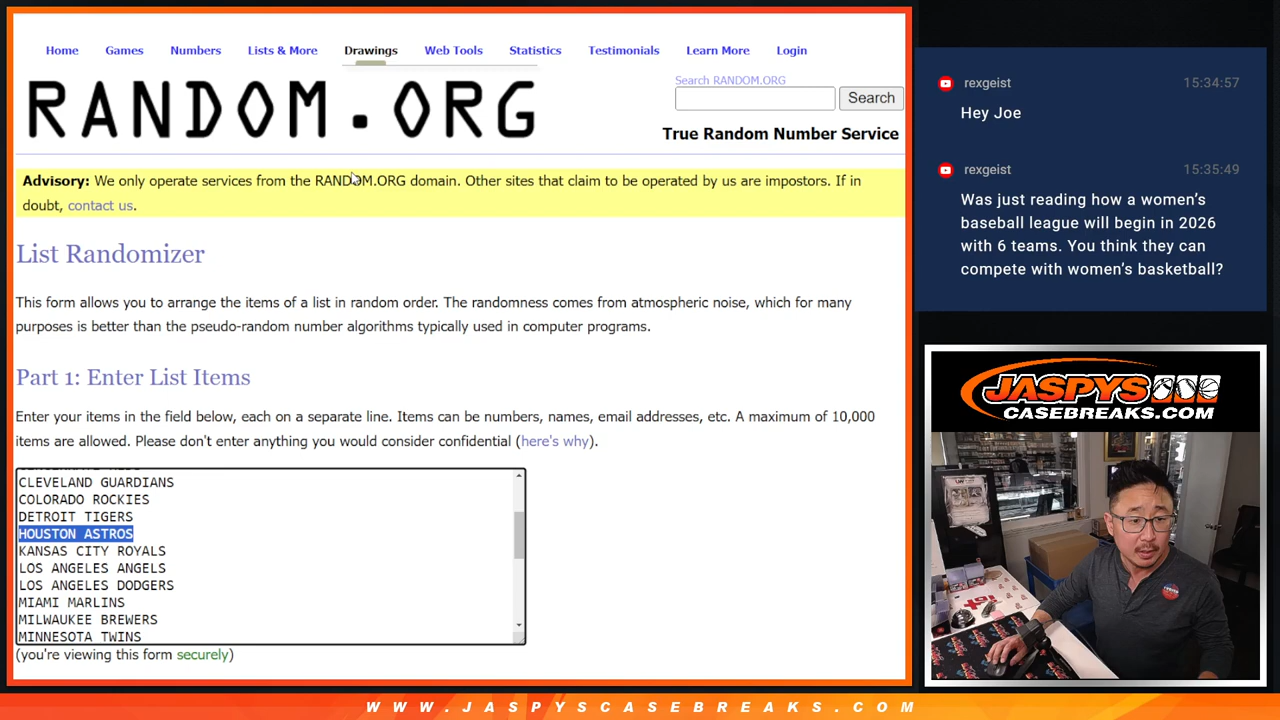 Home Games Numbers Lists & More Drawings Web Tools Statistics Testimonials Learn More Login
RANDOM.ORG
Search RANDOM.ORG
Search
True Random Number Service
Advisory: We only operate services from the RANDOM.ORG domain. Other sites that claim to be operated by us are impostors. If in
doubt, contact us.
List Randomizer
This form allows you to arrange the items of a list in random order. The randomness comes from atmospheric noise, which for many
purposes is better than the pseudo-random number algorithms typically used in computer programs.
Part 1: Enter List Items
Enter your items in the field below, each on a separate line. Items can be numbers, names, email addresses, etc. A maximum of 10,000
items are allowed. Please don't enter anything you would consider confidential (here's why).
CLEVELAND GUARDIANS
COLORADO ROCKIES
DETROIT TIGERS
HOUSTON ASTROS
KANSAS CITY ROYALS
LOS ANGELES ANGELS
LOS ANGELES DODGERS
MIAMI MARLINS
MILWAUKEE BREWERS
MINNESOTA TWINS
(you're viewing this form securely)
rexgeist 15:34:57
Hey Joe
rexgeist 15:35:49
Was just reading how a women's
baseball league will begin in 2026
with 6 teams. You think they can
compete with women's basketball?
JASPYS
CASEBREAKS.COM
WWW.JASPYSCASEBREAKS.COM